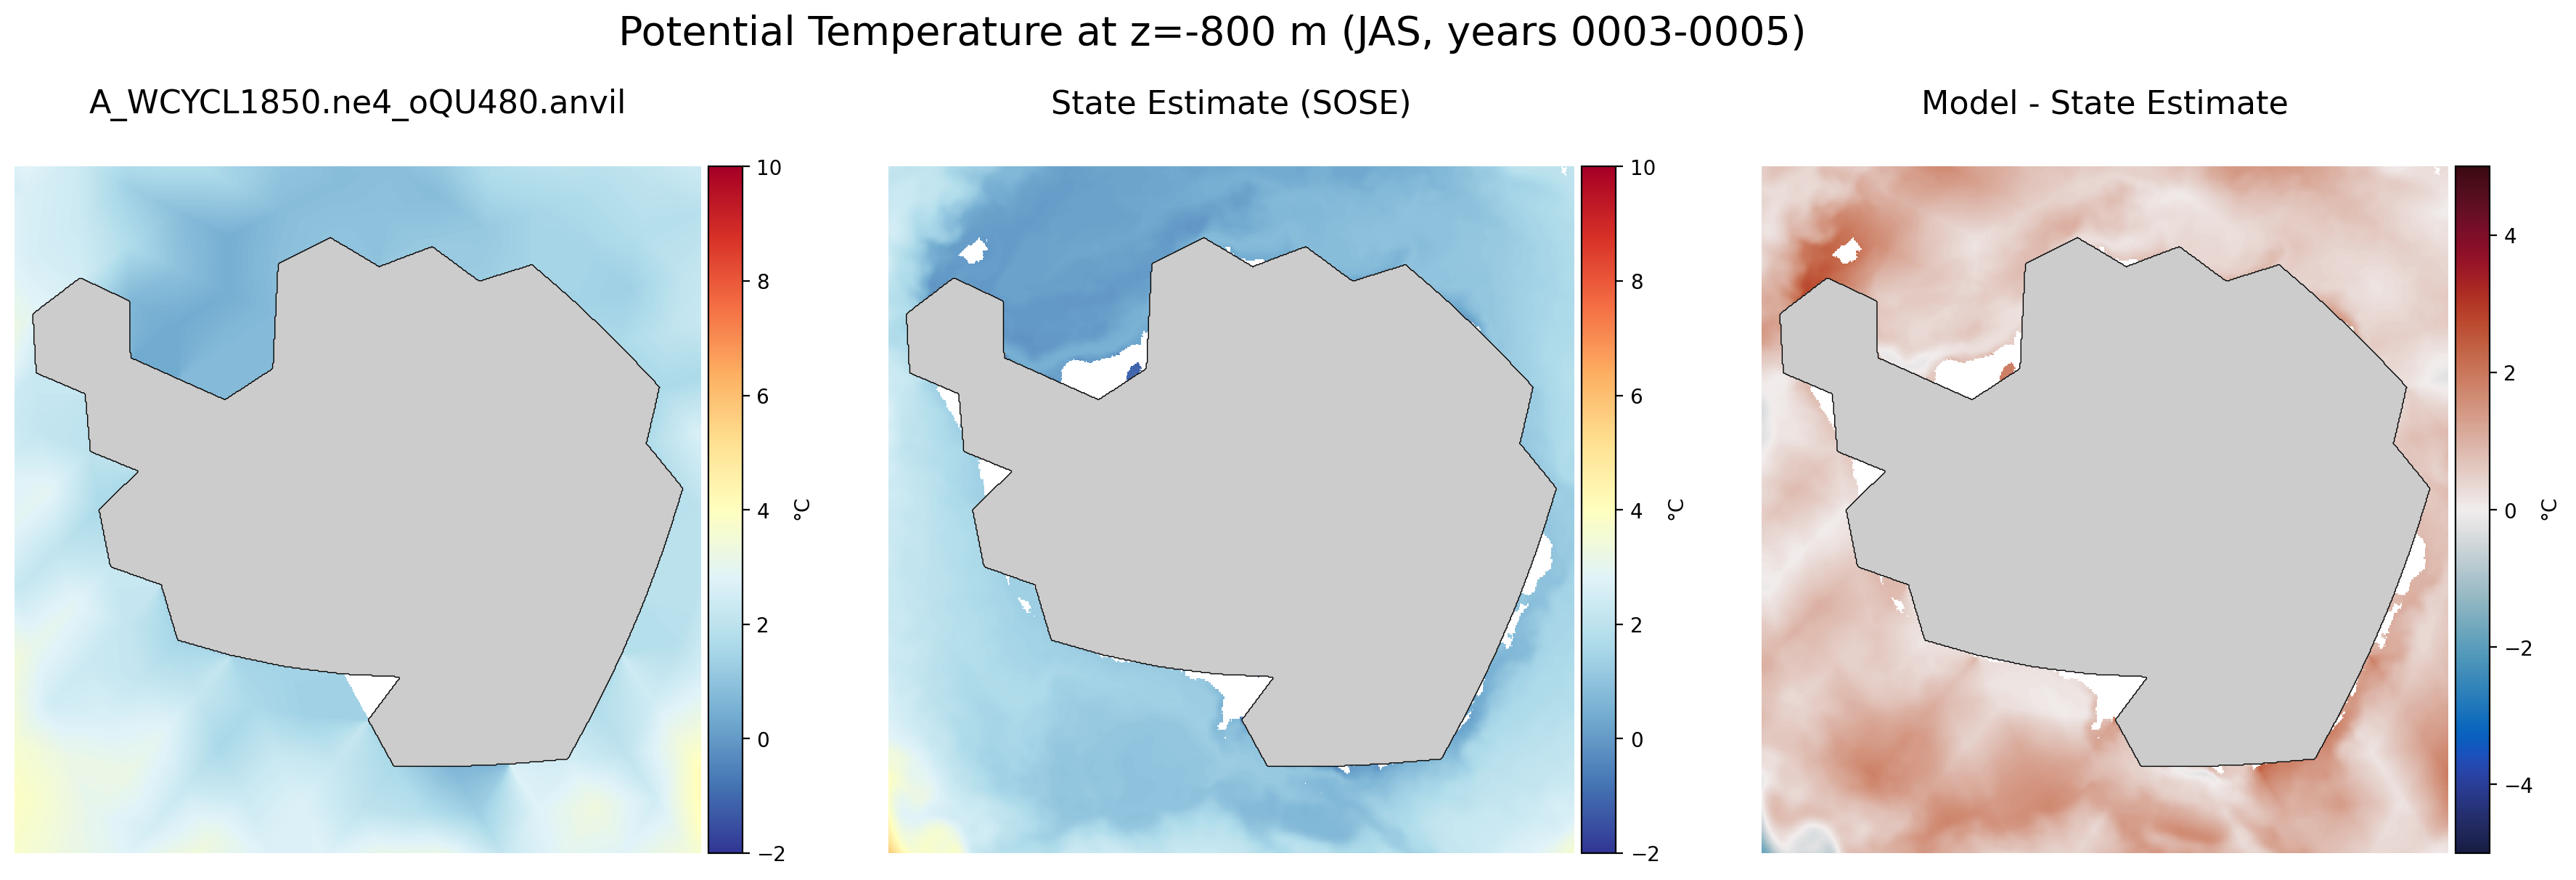 Potential Temperature at z=-800 m (JAS, years 0003-0005)
A_WCYCL1850.ne4_oQU480.anvil
State Estimate (SOSE)
Model - State Estimate
10
8
6
4
2
0
−2
°C
10
8
6
4
2
0
−2
°C
4
2
0
−2
−4
°C